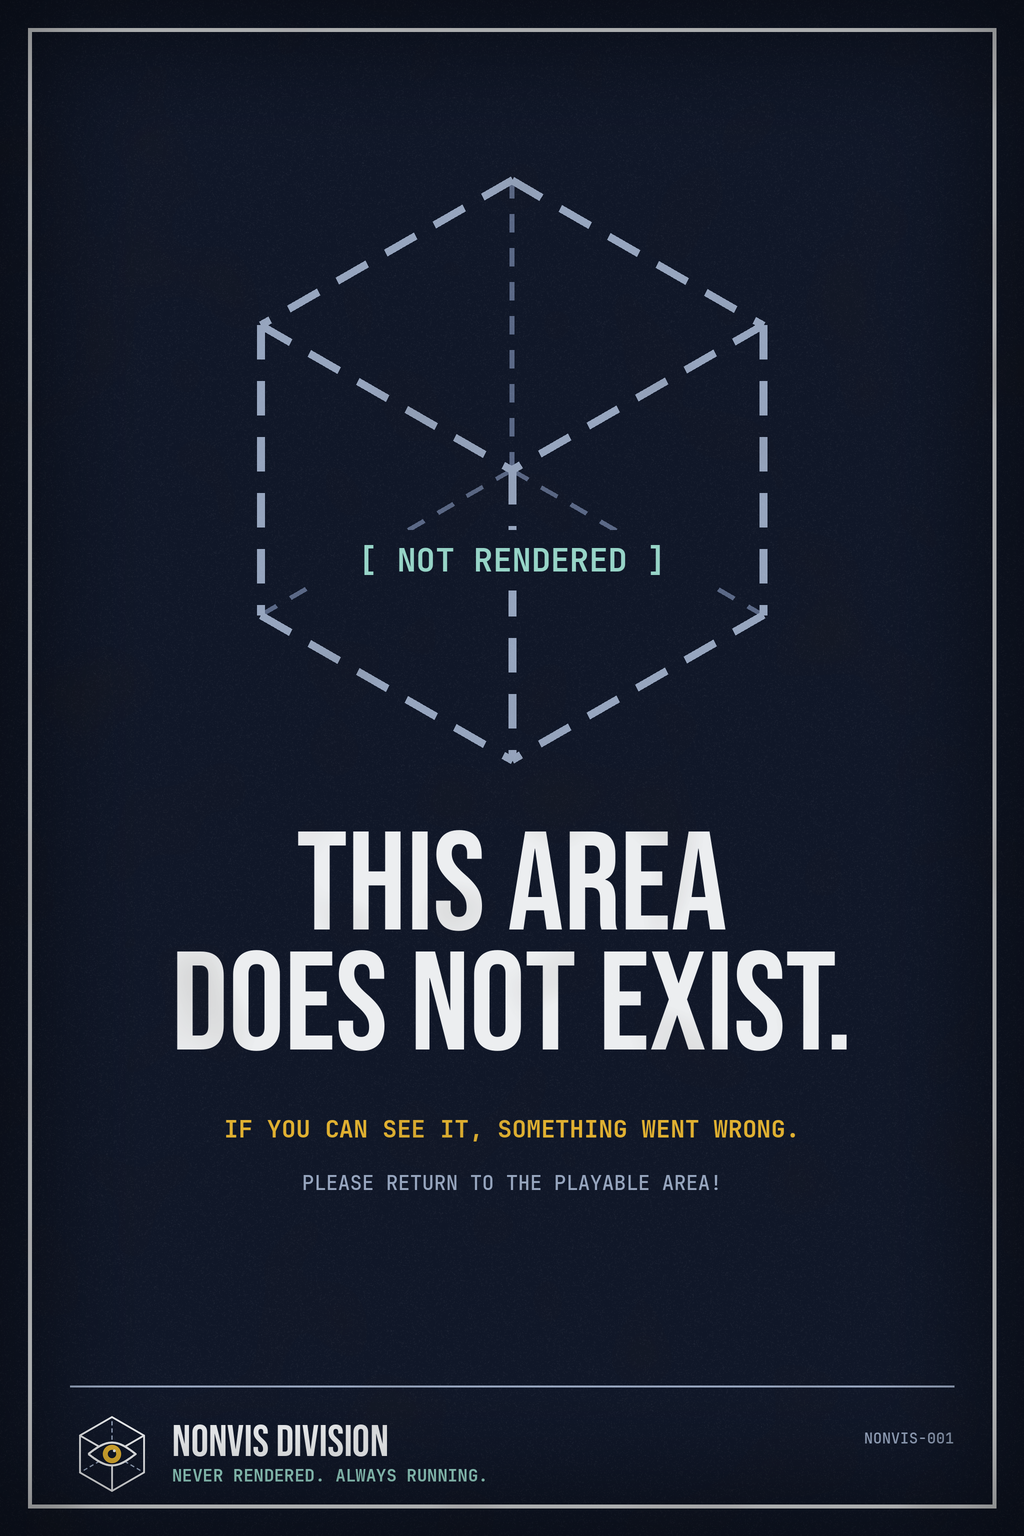 [ NOT RENDERED ]
THIS AREA
DOES NOT EXIST.
IF YOU CAN SEE IT, SOMETHING WENT WRONG.
PLEASE RETURN TO THE PLAYABLE AREA!
NONVIS DIVISION
NEVER RENDERED. ALWAYS RUNNING.
NONVIS-001